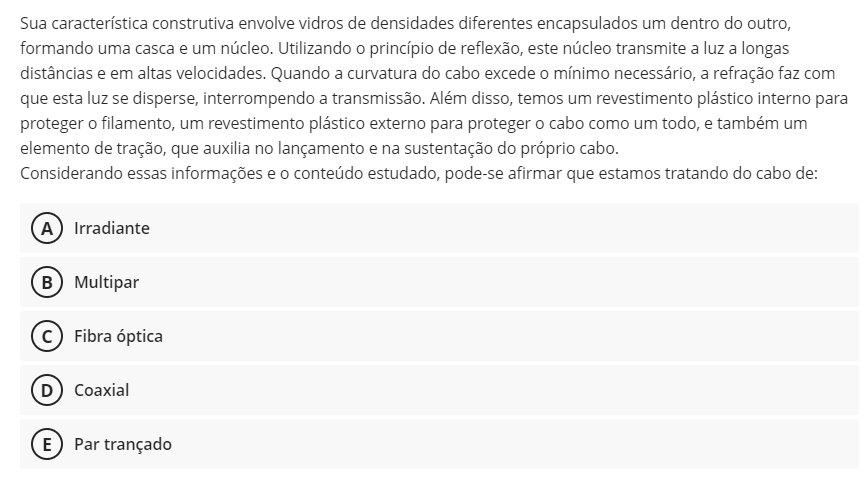 Sua característica construtiva envolve vidros de densidades diferentes encapsulados um dentro do outro,
formando uma casca e um núcleo. Utilizando o princípio de reflexão, este núcleo transmite a luz a longas
distâncias e em altas velocidades. Quando a curvatura do cabo excede o mínimo necessário, a refração faz com
que esta luz se disperse, interrompendo a transmissão. Além disso, temos um revestimento plástico interno para
proteger o filamento, um revestimento plástico externo para proteger o cabo como um todo, e também um
elemento de tração, que auxilia no lançamento e na sustentação do próprio cabo.
Considerando essas informações e o conteúdo estudado, pode-se afirmar que estamos tratando do cabo de:
A Irradiante
B Multipar
C Fibra óptica
D Coaxial
E Par trançado